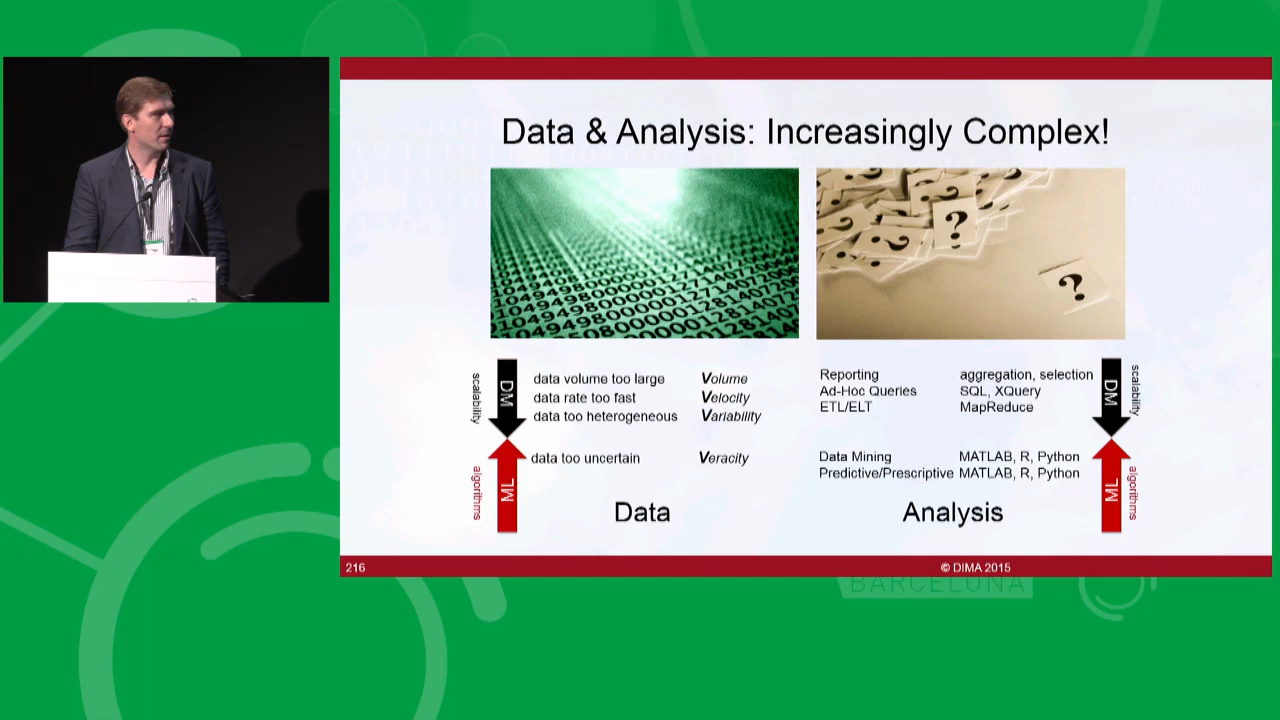 Data & Analysis: Increasingly Complex!
scalability
DM
data volume too large Volume
data rate too fast Velocity
data too heterogeneous Variability
algorithms
ML
data too uncertain Veracity
Data
Reporting aggregation, selection
Ad-Hoc Queries SQL, XQuery
ETL/ELT MapReduce
DM
scalability
Data Mining MATLAB, R, Python
Predictive/Prescriptive MATLAB, R, Python
ML
algorithms
Analysis
216
© DIMA 2015
BARCELONA